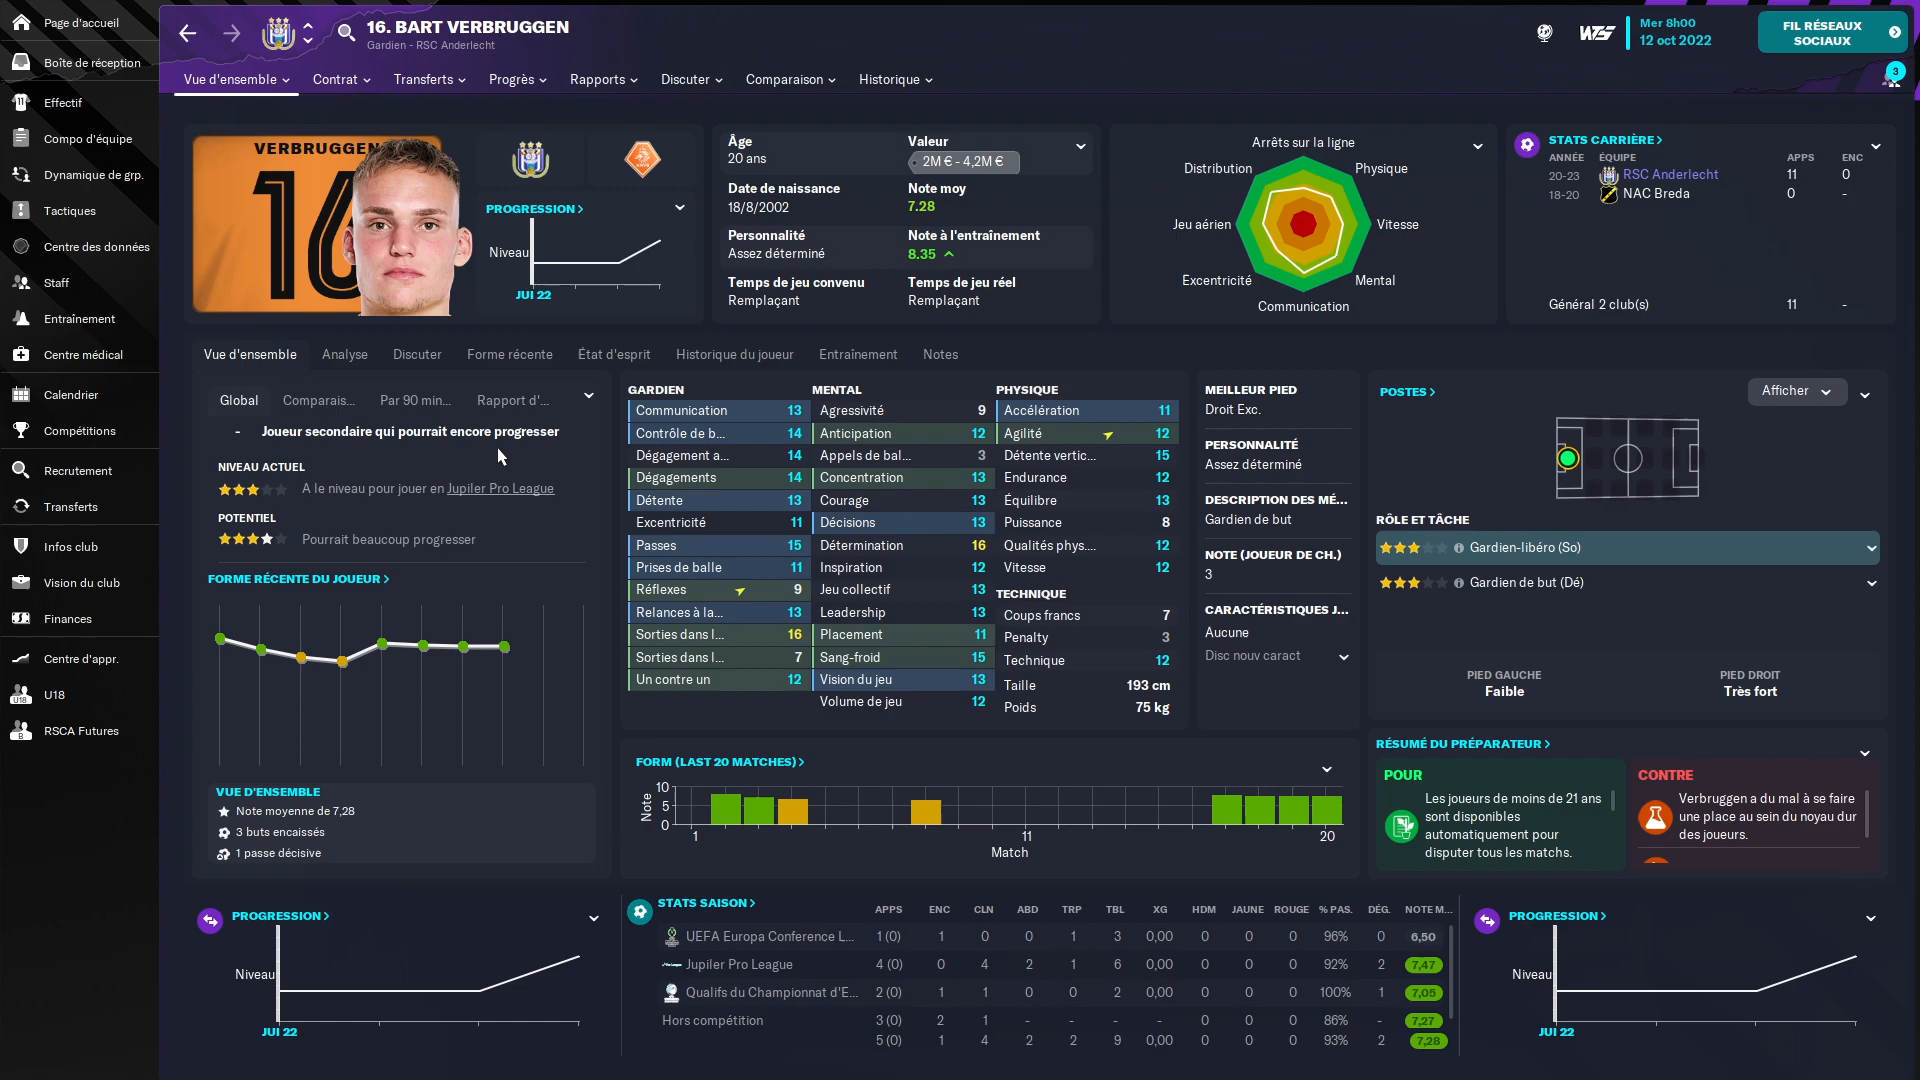 Page d'accueil
Boîte de réception
Effectif
Compo d'équipe
Dynamique de grp.
Tactiques
Centre des données
Staff
Entraînement
Centre médical
Calendrier
Compétitions
Recrutement
Transferts
Infos club
Vision du club
Finances
Centre d'appr.
U18
RSCA Futures
16. BART VERBRUGGEN
Gardien - RSC Anderlecht
Mer 8h00
12 oct 2022
FIL RÉSEAUX
SOCIAUX
3
Vue d'ensemble Contrat Transferts Progrès Rapports Discuter Comparaison Historique
VERBRUGGEN
16
PROGRESSION
Niveau
JUI 22
Âge
20 ans
Valeur
2M € - 4,2M €
Date de naissance
18/8/2002
Note moy
7.28
Personnalité
Assez déterminé
Note à l'entraînement
8.35
Temps de jeu convenu
Remplaçant
Temps de jeu réel
Remplaçant
Arrêts sur la ligne
Distribution
Physique
Jeu aérien
Vitesse
Excentricité
Mental
Communication
STATS CARRIÈRE
ANNÉE ÉQUIPE APPS ENC
20-23 RSC Anderlecht 11 0
18-20 NAC Breda 0 -
Général 2 club(s) 11 -
Vue d'ensemble Analyse Discuter Forme récente État d'esprit Historique du joueur Entraînement Notes
Global Comparais... Par 90 min... Rapport d'...
- Joueur secondaire qui pourrait encore progresser
NIVEAU ACTUEL
A le niveau pour jouer en Jupiler Pro League
POTENTIEL
Pourrait beaucoup progresser
FORME RÉCENTE DU JOUEUR
VUE D'ENSEMBLE
Note moyenne de 7,28
3 buts encaissés
1 passe décisive
GARDIEN
Communication 13
Contrôle de b... 14
Dégagement a... 14
Dégagements 14
Détente 13
Excentricité 11
Passes 15
Prises de balle 11
Réflexes 9
Relances à la... 13
Sorties dans l... 16
Sorties dans l... 7
Un contre un 12
MENTAL
Agressivité 9
Anticipation 12
Appels de bal... 3
Concentration 13
Courage 13
Décisions 13
Détermination 16
Inspiration 12
Jeu collectif 13
Leadership 13
Placement 11
Sang-froid 15
Vision du jeu 13
Volume de jeu 12
PHYSIQUE
Accélération 11
Agilité 12
Détente vertic... 15
Endurance 12
Équilibre 13
Puissance 8
Qualités phys.... 12
Vitesse 12
TECHNIQUE
Coups francs 7
Penalty 3
Technique 12
Taille 193 cm
Poids 75 kg
MEILLEUR PIED
Droit Exc.
PERSONNALITÉ
Assez déterminé
DESCRIPTION DES MÉ...
Gardien de but
NOTE (JOUEUR DE CH.)
3
CARACTÉRISTIQUES J...
Aucune
Disc nouv caract
POSTES
Afficher
RÔLE ET TÂCHE
Gardien-libéro (So)
Gardien de but (Dé)
PIED GAUCHE
Faible
PIED DROIT
Très fort
FORM (LAST 20 MATCHES)
Note
10
5
0
1 11 20
Match
RÉSUMÉ DU PRÉPARATEUR
POUR
Les joueurs de moins de 21 ans
sont disponibles
automatiquement pour
disputer tous les matchs.
CONTRE
Verbruggen a du mal à se faire
une place au sein du noyau dur
des joueurs.
PROGRESSION
Niveau
JUI 22
STATS SAISON APPS ENC CLN ABD TRP TBL XG HDM JAUNE ROUGE % PAS. DÉG. NOTE M...
UEFA Europa Conference L... 1 (0) 1 0 0 1 3 0,00 0 0 0 96% 0 6,50
Jupiler Pro League 4 (0) 0 4 2 1 6 0,00 0 0 0 92% 2 7,47
Qualifs du Championnat d'E... 2 (0) 1 1 0 0 2 0,00 0 0 0 100% 1 7,05
Hors compétition 3 (0) 2 1 - - - - 0 0 0 86% - 7,27
5 (0) 1 4 2 2 9 0,00 0 0 0 93% 2 7,28
PROGRESSION
Niveau
JUI 22